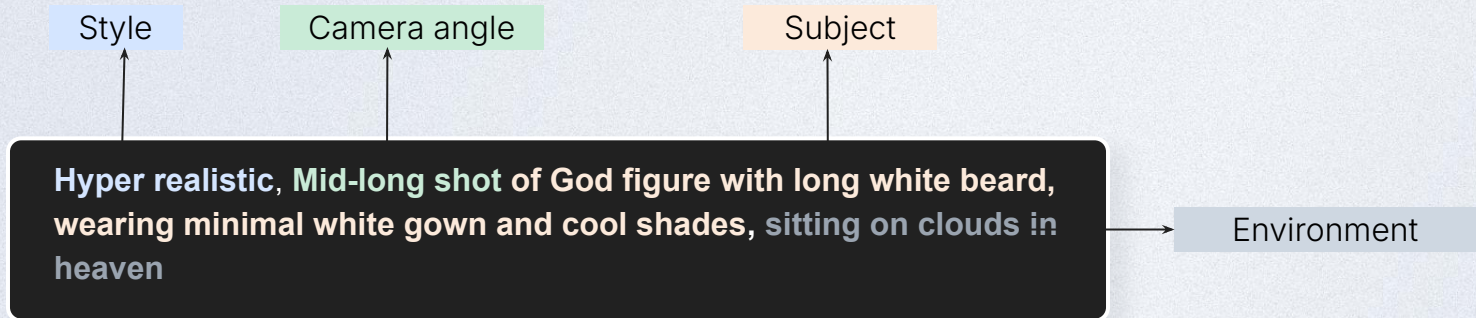 Style
Camera angle
Subject
Hyper realistic, Mid-long shot of God figure with long white beard,
wearing minimal white gown and cool shades, sitting on clouds in
heaven
Environment